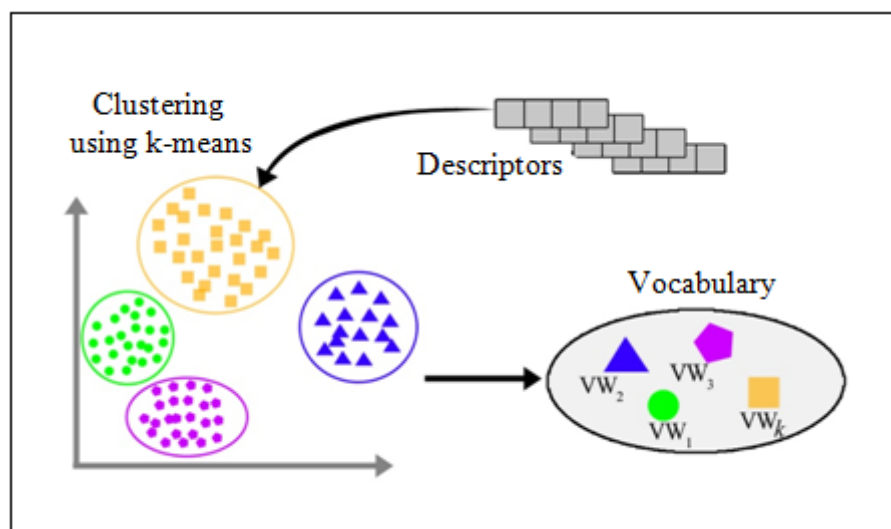 Clustering
using k-means
Descriptors
Vocabulary
VW₂
VW₃
VW₁
VWk